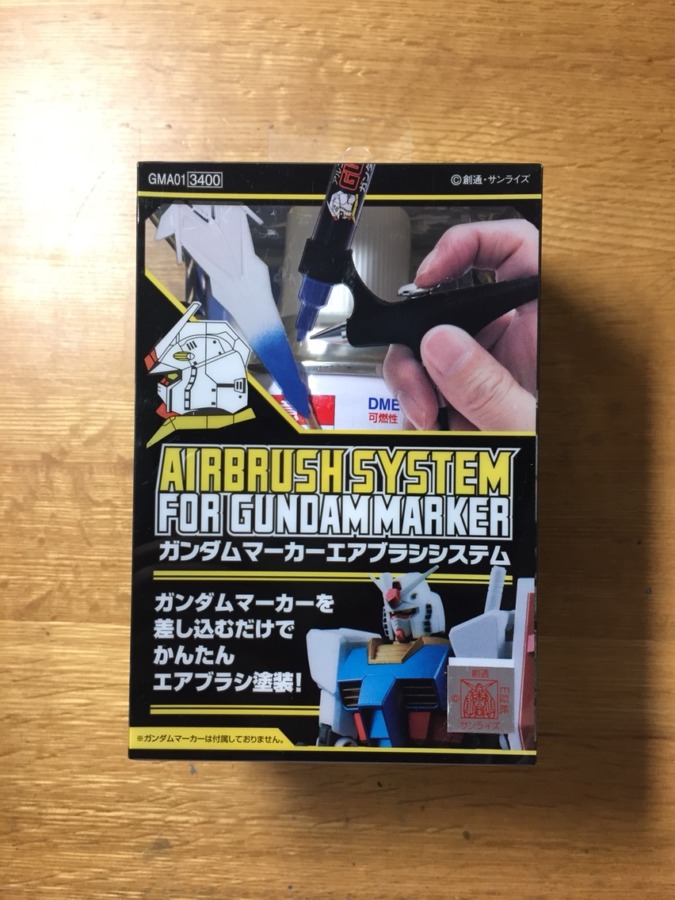 GMA01 3400
©創通・サンライズ
DME
可燃性
AIRBRUSH SYSTEM
FOR GUNDAM MARKER
ガンダムマーカーエアブラシシステム
ガンダムマーカーを
差し込むだけで
かんたん
エアブラシ塗装!
創通
©
サンライズ
※ガンダムマーカーは付属しておりません。